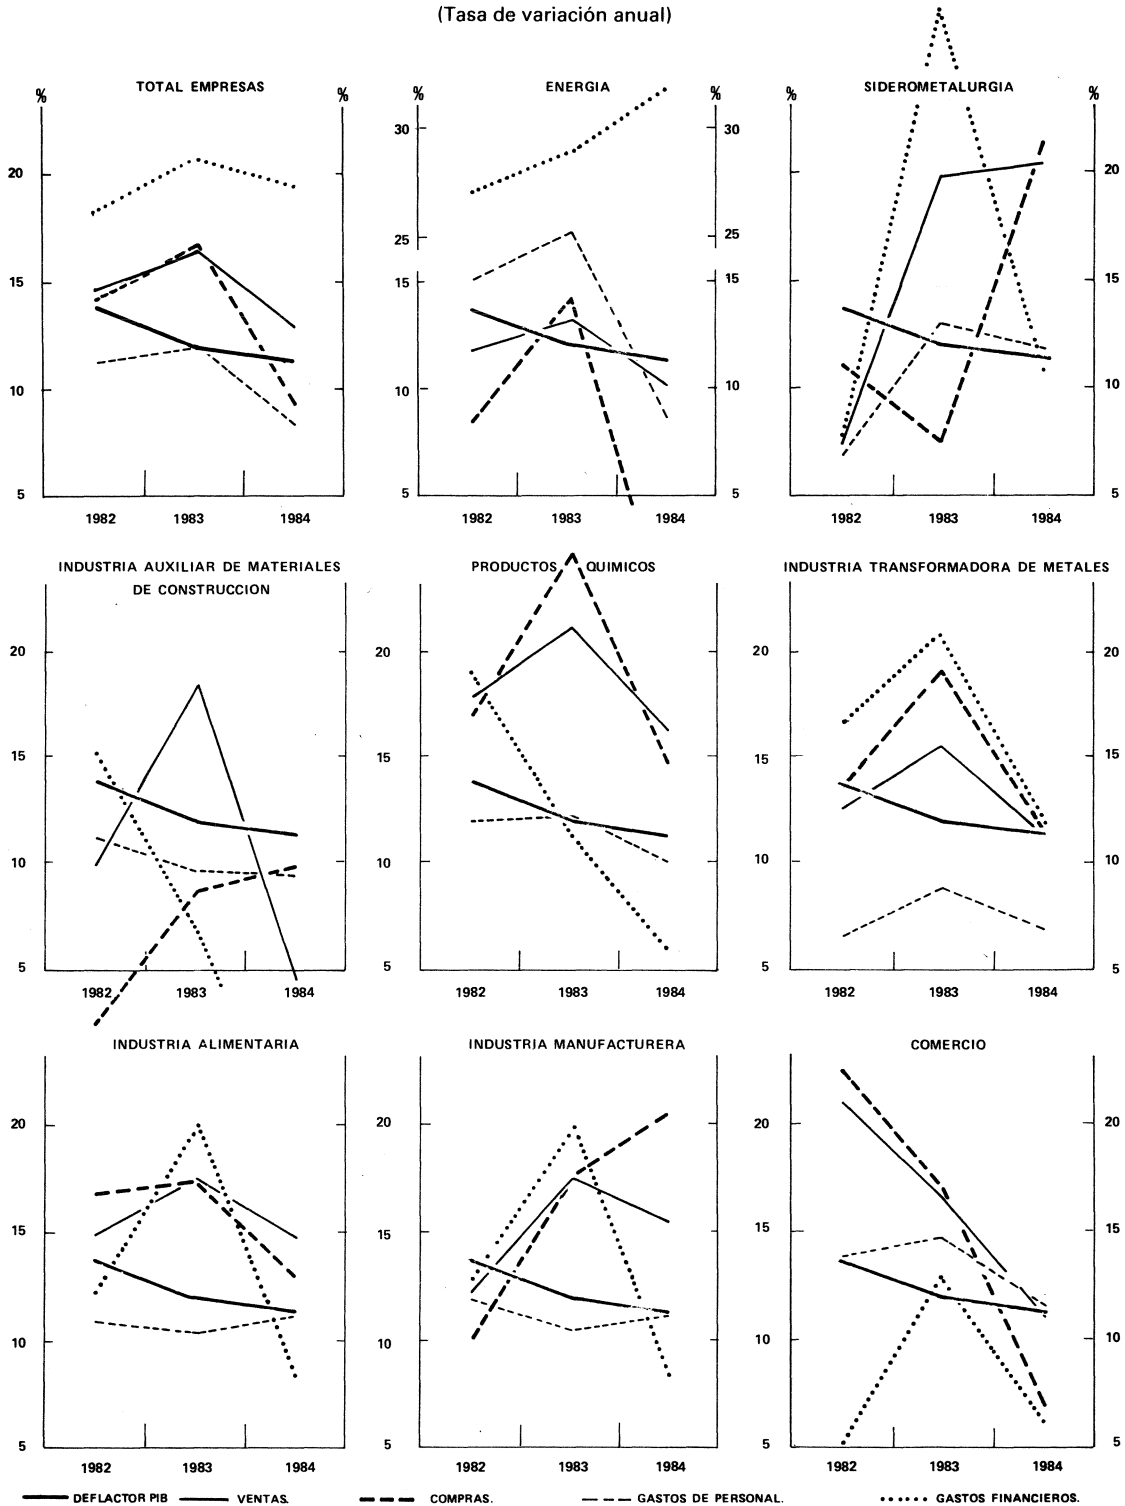 (Tasa de variación anual)
% TOTAL EMPRESAS % % ENERGIA % % SIDEROMETALURGIA %
30 30
20 20
25 25
15 15 15 15
10 10 10 10
5 5 5 5
1982 1983 1984 1982 1983 1984 1982 1983 1984
INDUSTRIA AUXILIAR DE MATERIALES PRODUCTOS QUIMICOS INDUSTRIA TRANSFORMADORA DE METALES
DE CONSTRUCCION
20 20 20 20
15 15 15 15
10 10 10 10
5 5 5 5
1982 1983 1984 1982 1983 1984 1982 1983 1984
INDUSTRIA ALIMENTARIA INDUSTRIA MANUFACTURERA COMERCIO
20 20 20 20
15 15 15 15
10 10 10 10
5 5 5 5
1982 1983 1984 1982 1983 1984 1982 1983 1984
DEFLACTOR PIB VENTAS. COMPRAS. GASTOS DE PERSONAL. GASTOS FINANCIEROS.